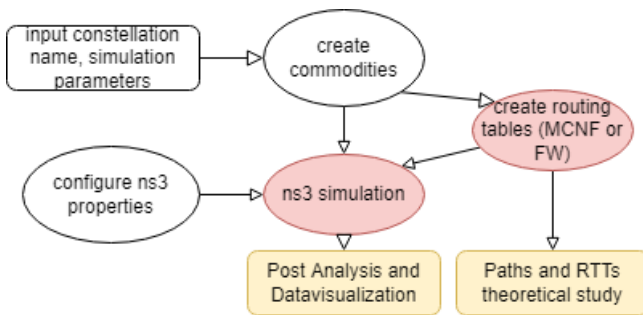 input constellation
name, simulation
parameters
create
commodities
create routing
tables (MCNF or
FW)
configure ns3
properties
ns3 simulation
Post Analysis and
Datavisualization
Paths and RTTs
theoretical study